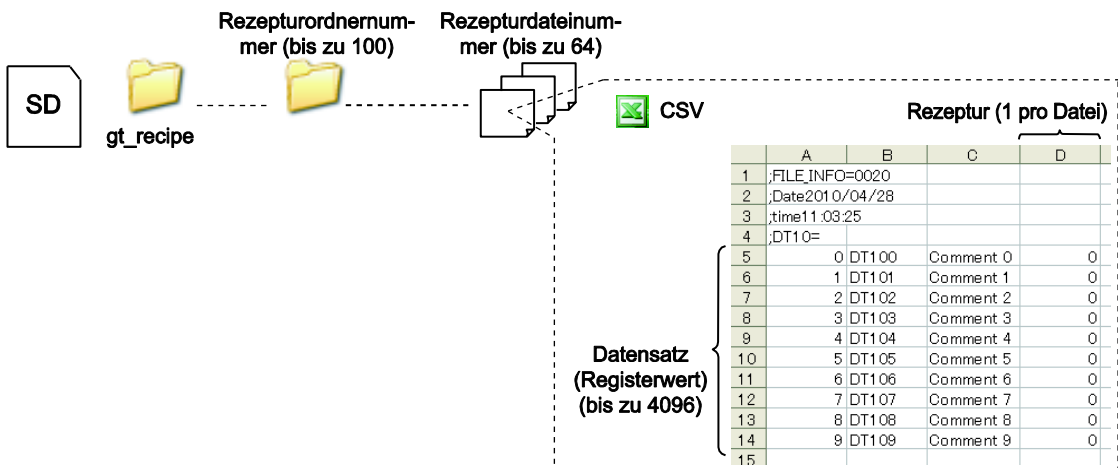 Rezepturordnernum-
mer (bis zu 100)
Rezepturdateinum-
mer (bis zu 64)
SD
gt_recipe
CSV
Rezeptur (1 pro Datei)
A B C D
1 ;FILE_INFO=0020
2 ;Date2010/04/28
3 ;time11:03:25
4 ;DT10=
5 0 DT100 Comment 0 0
6 1 DT101 Comment 1 0
7 2 DT102 Comment 2 0
8 3 DT103 Comment 3 0
9 4 DT104 Comment 4 0
10 5 DT105 Comment 5 0
11 6 DT106 Comment 6 0
12 7 DT107 Comment 7 0
13 8 DT108 Comment 8 0
14 9 DT109 Comment 9 0
15
Datensatz
(Registerwert)
(bis zu 4096)